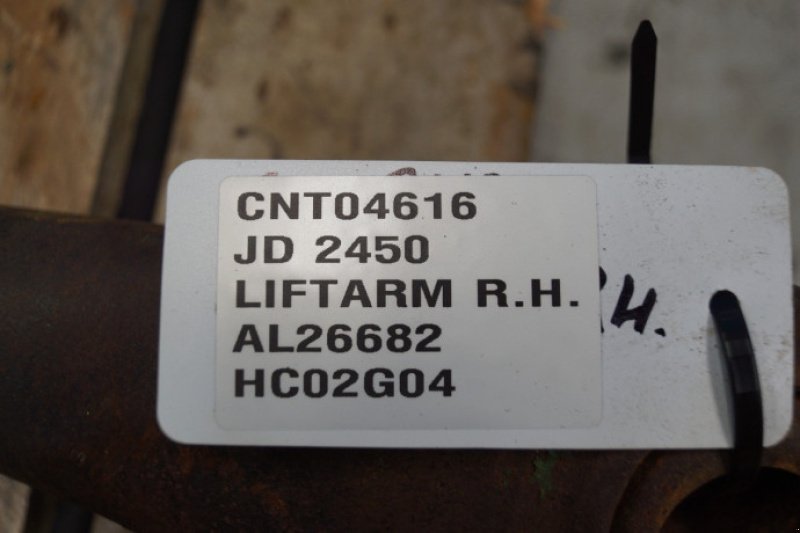 CNT04616
JD 2450
LIFTARM R.H.
AL26682
HC02G04
R.H.